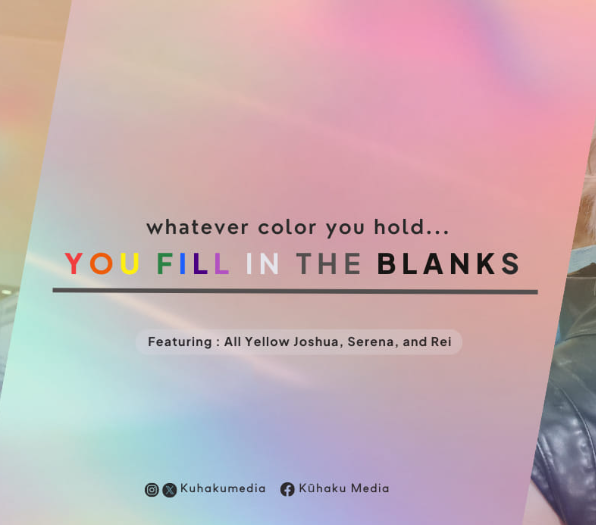 whatever color you hold...
YOU FILL IN THE BLANKS
Featuring : All Yellow Joshua, Serena, and Rei
Kuhakumedia Kūhaku Media